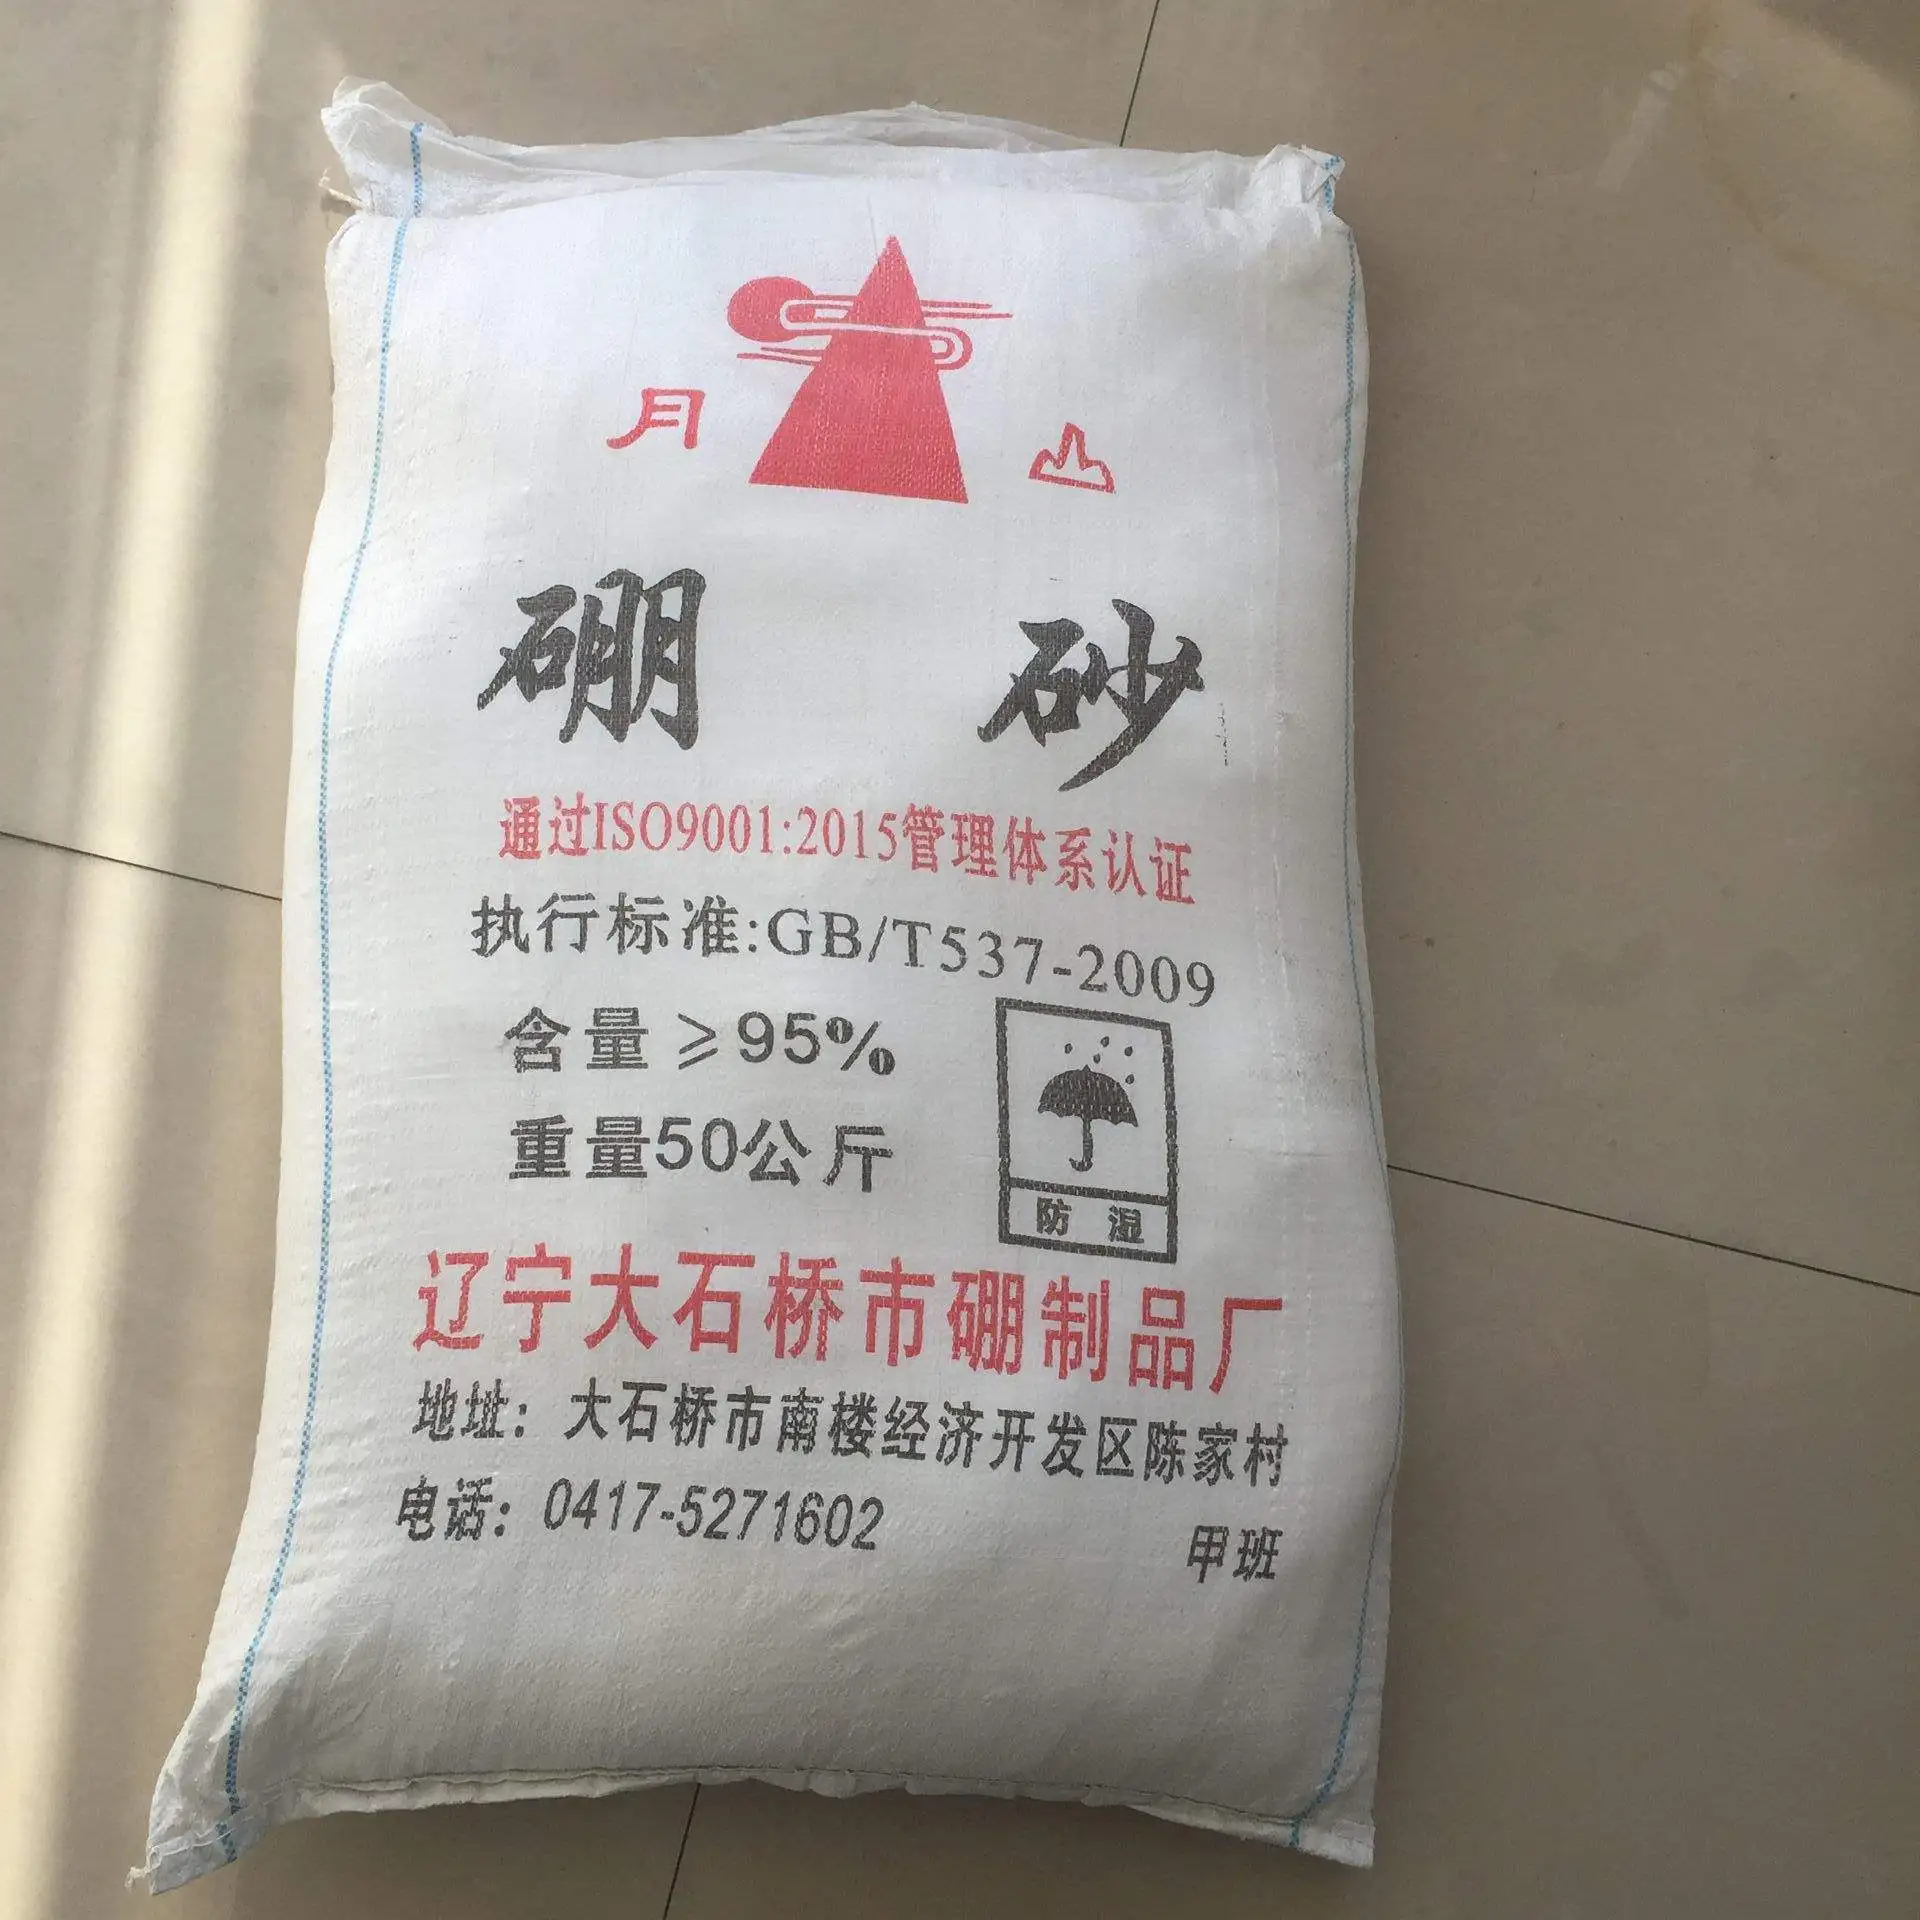 月 山
硼 砂
通过ISO9001:2015管理体系认证
执行标准:GB/T537-2009
含量≥95%
重量50公斤
防 湿
辽宁大石桥市硼制品厂
地址：大石桥市南楼经济开发区陈家村
电话：0417-5271602
甲班